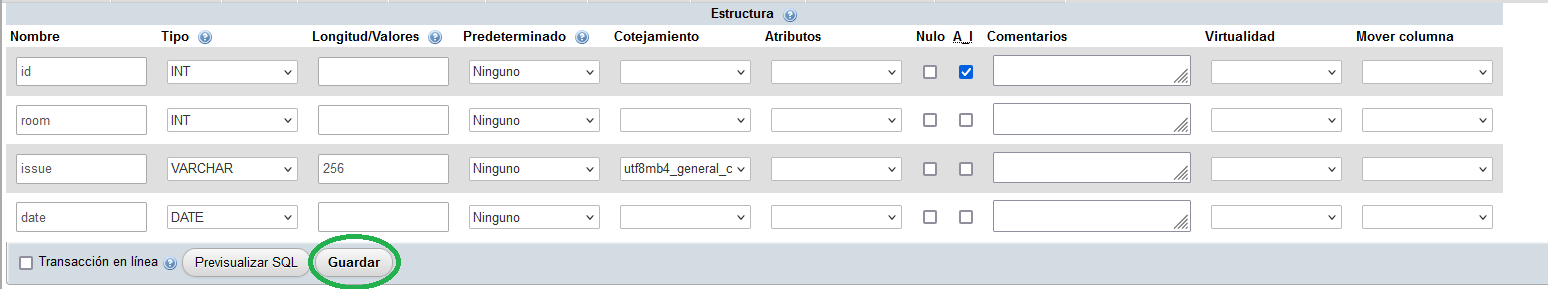 Estructura
Nombre Tipo Longitud/Valores Predeterminado Cotejamiento Atributos Nulo A_I Comentarios Virtualidad Mover columna
id INT Ninguno
room INT Ninguno
issue VARCHAR 256 Ninguno utf8mb4_general_c
date DATE Ninguno
Transacción en línea Previsualizar SQL Guardar